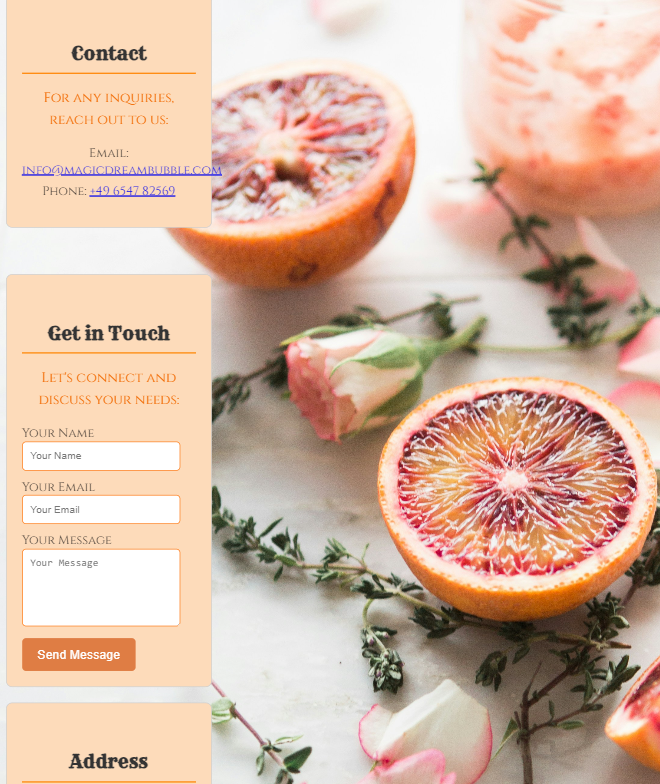 Contact
For any inquiries,
reach out to us:
Email:
info@magicdreambubble.com
Phone: +49 6547 82569
Get in Touch
Let's connect and
discuss your needs:
Your Name
Your Name
Your Email
Your Email
Your Message
Your Message
Send Message
Address